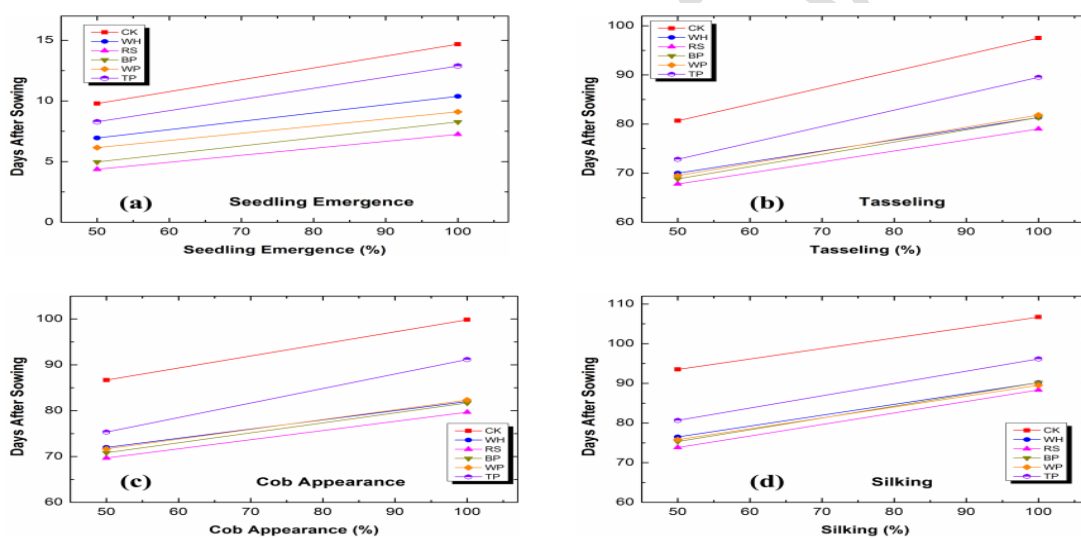 15
10
5
0
Days After Sowing
CK
WH
RS
BP
WP
TP
(a)
Seedling Emergence
50 60 70 80 90 100
Seedling Emergence (%)
100
90
80
70
60
Days After Sowing
CK
WH
RS
BP
WP
TP
(b)
Tasseling
50 60 70 80 90 100
Tasseling (%)
100
90
80
70
60
Days After Sowing
CK
WH
RS
BP
WP
TP
(c)
Cob Appearance
50 60 70 80 90 100
Cob Appearance (%)
110
100
90
80
70
60
Days After Sowing
CK
WH
RS
BP
WP
TP
(d)
Silking
50 60 70 80 90 100
Silking (%)